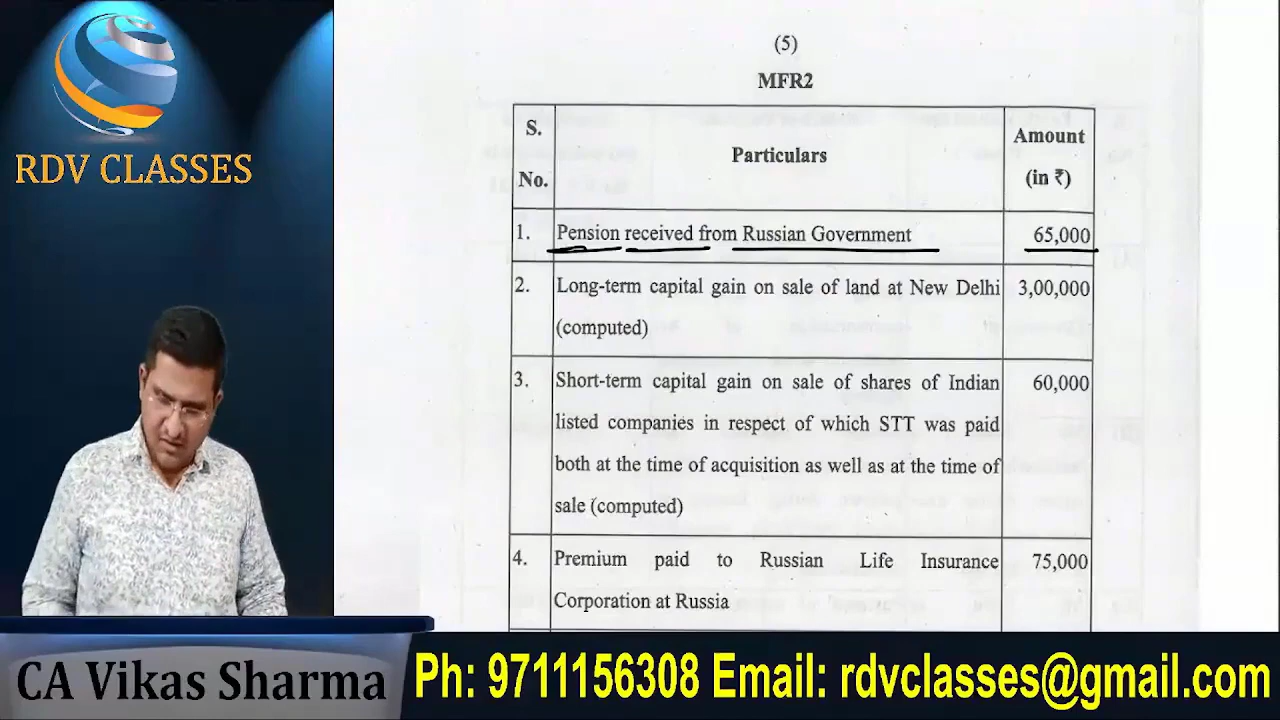 RDV CLASSES
(5)
MFR2
S. No.
Particulars
Amount (in ₹)
1.
Pension received from Russian Government
65,000
2.
Long-term capital gain on sale of land at New Delhi
(computed)
3,00,000
3.
Short-term capital gain on sale of shares of Indian
listed companies in respect of which STT was paid
both at the time of acquisition as well as at the time of
sale (computed)
60,000
4.
Premium paid to Russian Life Insurance
Corporation at Russia
75,000
CA Vikas Sharma
Ph: 9711156308 Email: rdvclasses@gmail.com